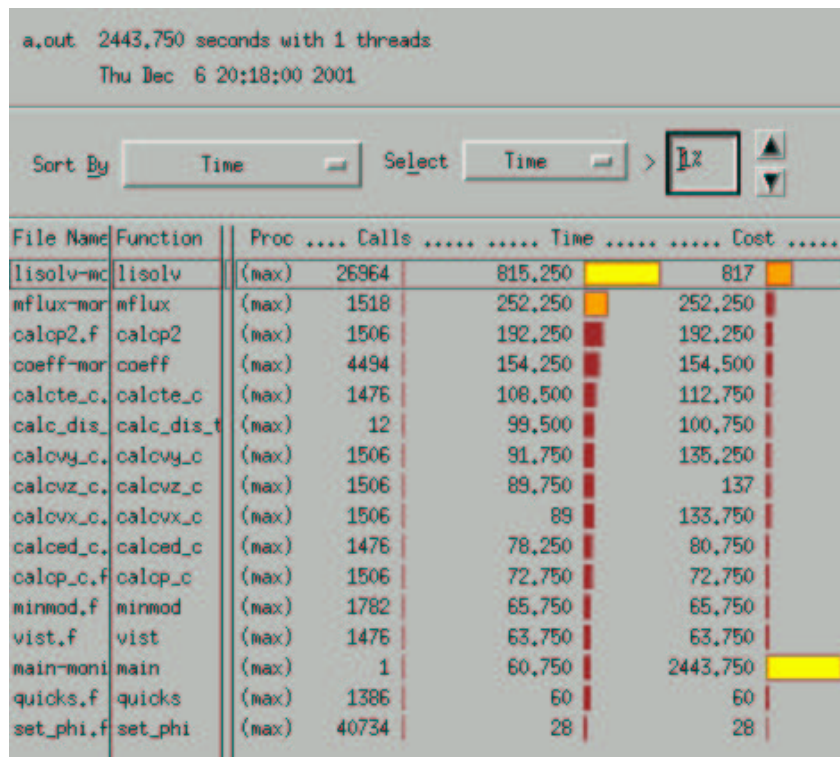 a.out 2443.750 seconds with 1 threads
Thu Dec 6 20:18:00 2001
Sort By Time Select Time > 1%
File Name Function Proc .... Calls ..... ..... Time ..... ..... Cost .....
lisolv-mo lisolv (max) 26964 815.250 817
mflux-mor mflux (max) 1518 252.250 252.250
calcp2.f calcp2 (max) 1506 192.250 192.250
coeff-mor coeff (max) 4494 154.250 154.500
calcte_c. calcte_c (max) 1476 108.500 112.750
calc_dis_ calc_dis_t (max) 12 99.500 100.750
calcvy_c. calcvy_c (max) 1506 91.750 135.250
calcvz_c. calcvz_c (max) 1506 89.750 137
calcvx_c. calcvx_c (max) 1506 89 133.750
calced_c. calced_c (max) 1476 78.250 80.750
calcp_c.f calcp_c (max) 1506 72.750 72.750
minmod.f minmod (max) 1782 65.750 65.750
vist.f vist (max) 1476 63.750 63.750
main-moni main (max) 1 60.750 2443.750
quicks.f quicks (max) 1386 60 60
set_phi.f set_phi (max) 40734 28 28